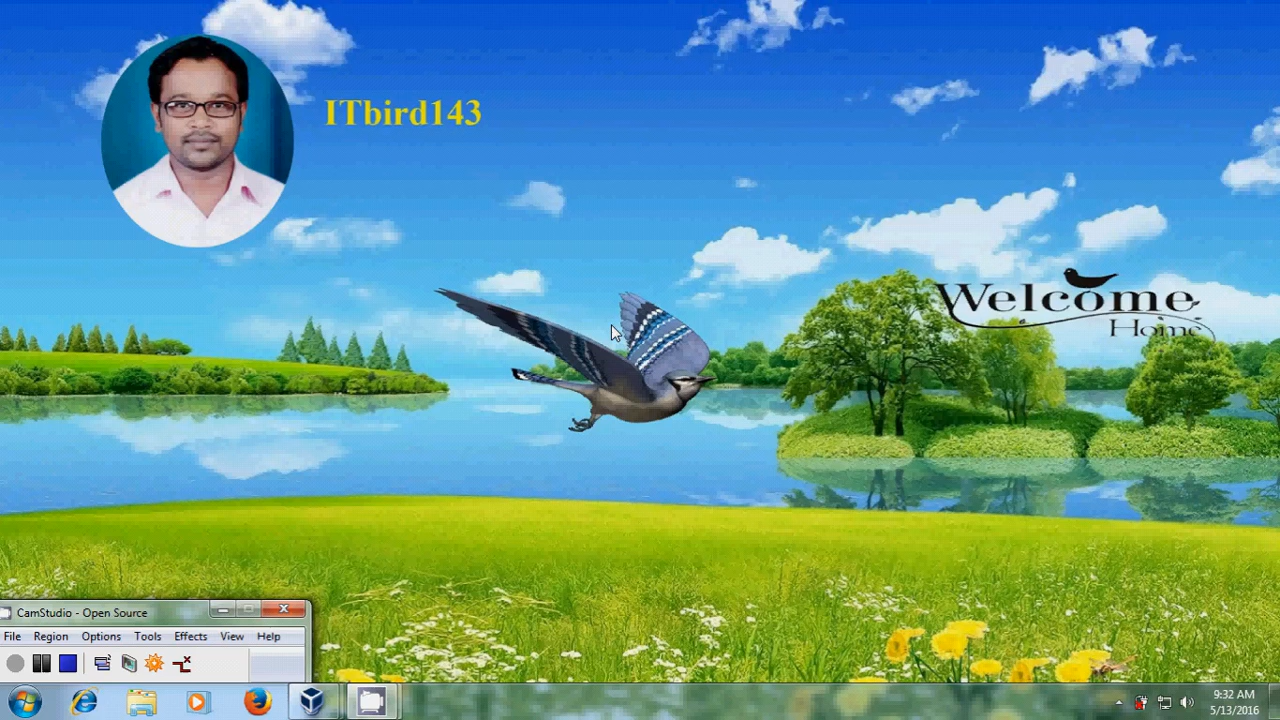 ITbird143
Welcome
Home
CamStudio - Open Source
File Region Options Tools Effects View Help
9:32 AM
5/13/2016